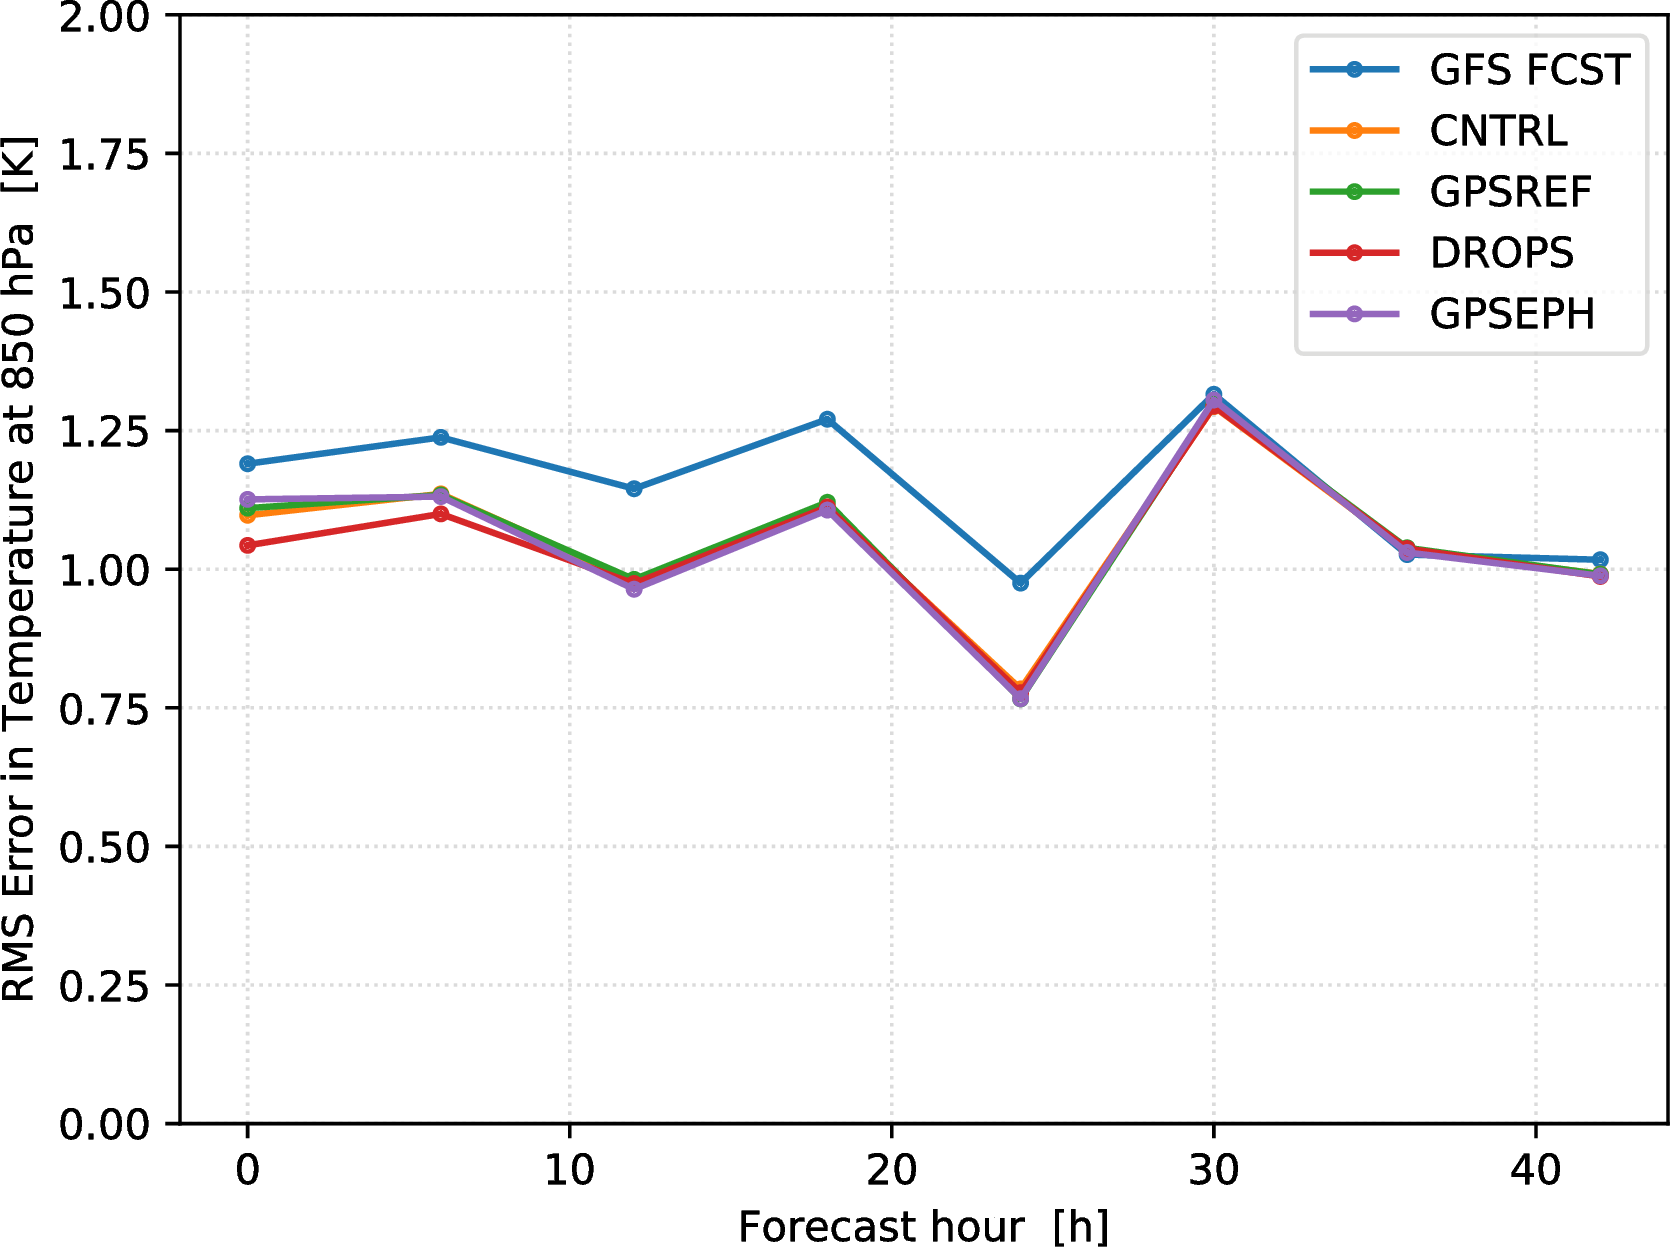 2.00
1.75
1.50
1.25
1.00
0.75
0.50
0.25
0.00
RMS Error in Temperature at 850 hPa [K]
GFS FCST
CNTRL
GPSREF
DROPS
GPSEPH
0 10 20 30 40
Forecast hour [h]